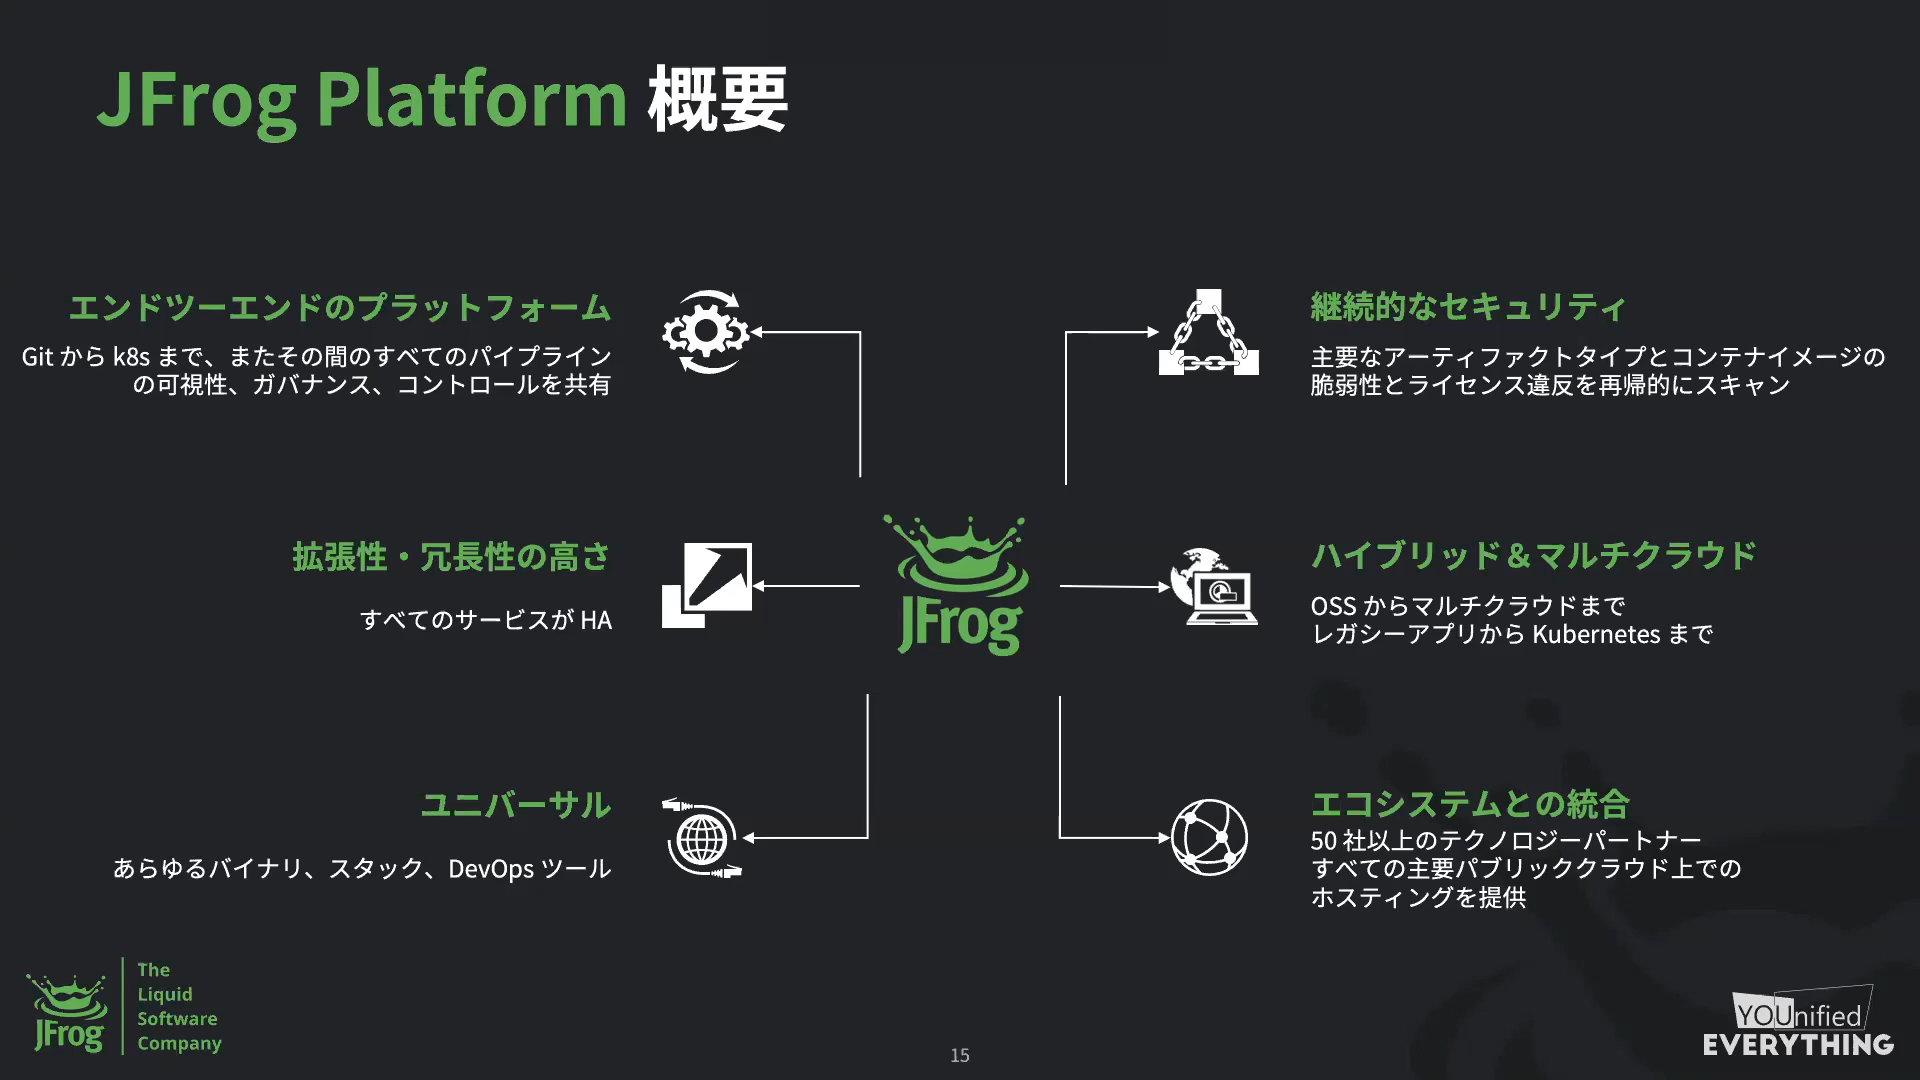 JFrog Platform 概要
エンドツーエンドのプラットフォーム
Git から k8s まで、またその間のすべてのパイプライン
の可視性、ガバナンス、コントロールを共有
継続的なセキュリティ
主要なアーティファクトタイプとコンテナイメージの
脆弱性とライセンス違反を再帰的にスキャン
拡張性・冗長性の高さ
すべてのサービスが HA
JFrog
ハイブリッド＆マルチクラウド
OSS からマルチクラウドまで
レガシーアプリから Kubernetes まで
ユニバーサル
あらゆるバイナリ、スタック、DevOps ツール
エコシステムとの統合
50 社以上のテクノロジーパートナー
すべての主要パブリッククラウド上での
ホスティングを提供
JFrog
The
Liquid
Software
Company
15
YOUnified
EVERYTHING